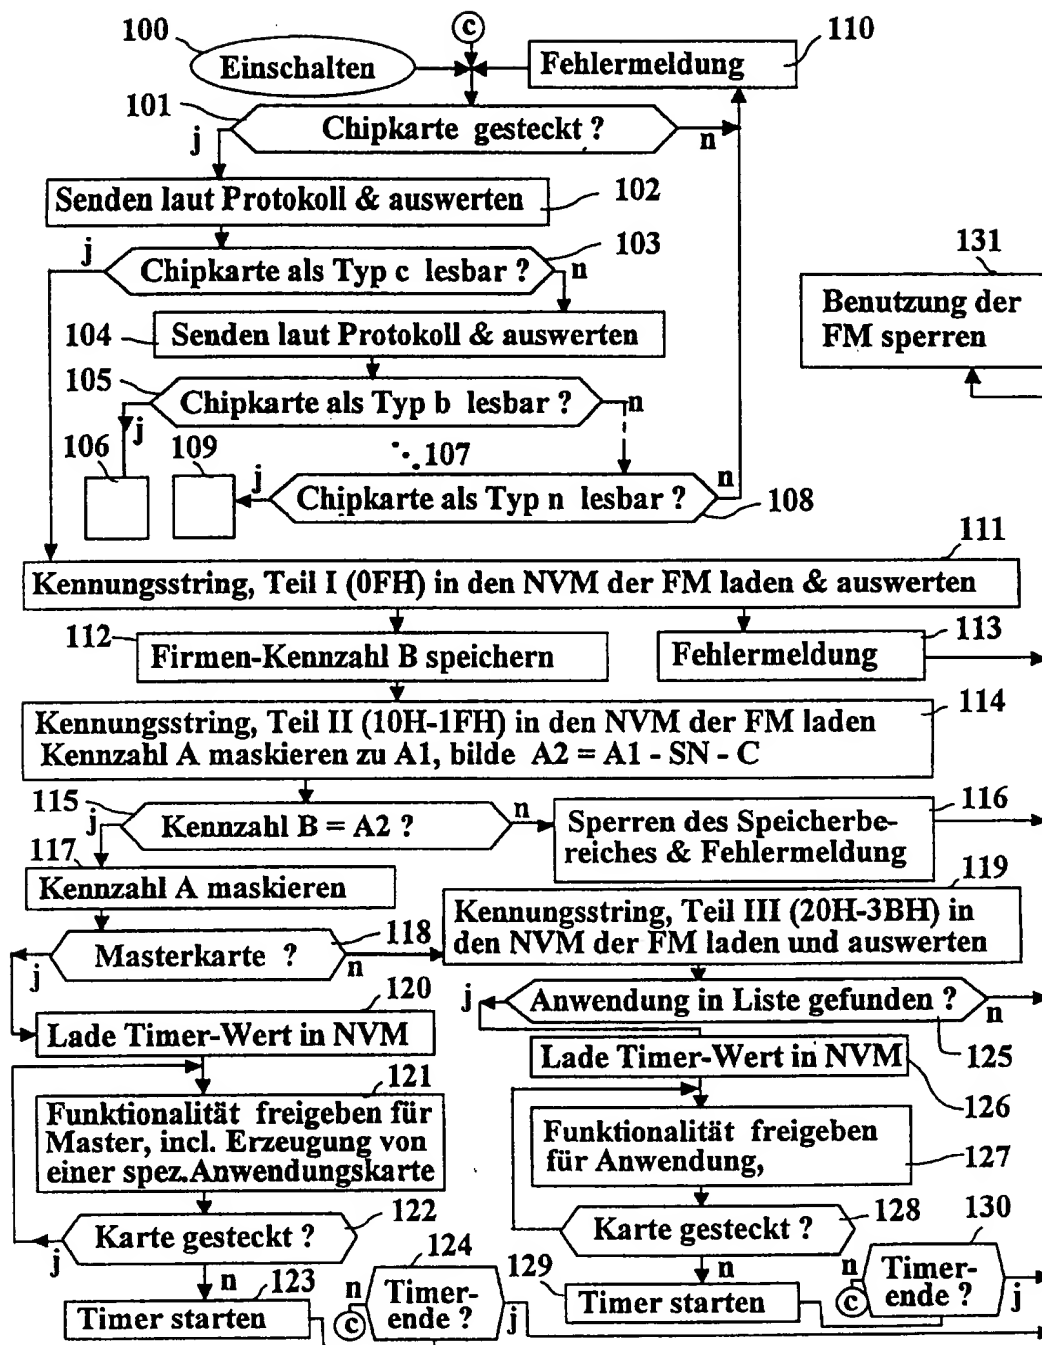 100
c
110
Einschalten
Fehlermeldung
101
Chipkarte gesteckt ?
j
n
Senden laut Protokoll & auswerten
102
j
103
131
Chipkarte als Typ c lesbar ?
n
Benutzung der
FM sperren
104
Senden laut Protokoll & auswerten
105
Chipkarte als Typ b lesbar ?
n
j
106
109
107
j
n
Chipkarte als Typ n lesbar ?
108
111
Kennungsstring, Teil I (0FH) in den NVM der FM laden & auswerten
112
113
Firmen-Kennzahl B speichern
Fehlermeldung
114
Kennungsstring, Teil II (10H-1FH) in den NVM der FM laden
Kennzahl A maskieren zu A1, bilde A2 = A1 - SN - C
115
116
j
Kennzahl B = A2 ?
n
Sperren des Speicherbe-
reiches & Fehlermeldung
117
Kennzahl A maskieren
119
Kennungsstring, Teil III (20H-3BH) in
den NVM der FM laden und auswerten
118
Masterkarte ?
j
n
120
j
Anwendung in Liste gefunden ?
n
Lade Timer-Wert in NVM
125
Lade Timer-Wert in NVM
121
126
Funktionalität freigeben für
Master, incl. Erzeugung von
einer spez.Anwendungskarte
Funktionalität freigeben
für Anwendung,
127
122
128
130
Karte gesteckt ?
j
124
Karte gesteckt ?
n
n
123
n
129
n
Timer-
ende ?
j
c
Timer starten
c
Timer-
ende ?
j
Timer starten